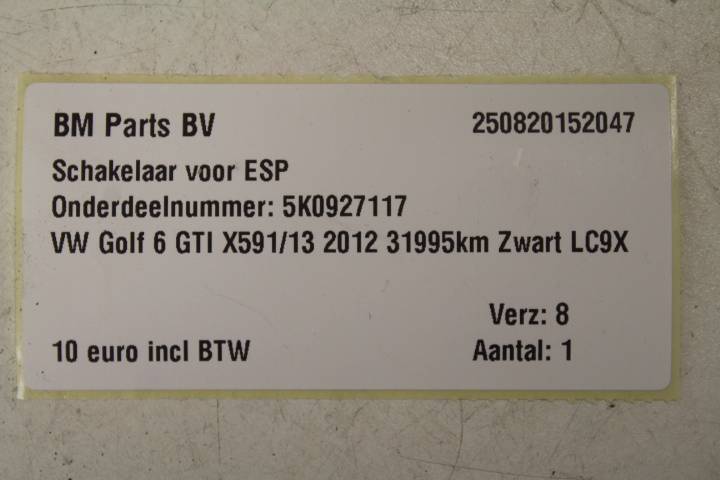 BM Parts BV 250820152047
Schakelaar voor ESP
Onderdeelnummer: 5K0927117
VW Golf 6 GTI X591/13 2012 31995km Zwart LC9X
Verz: 8
10 euro incl BTW Aantal: 1